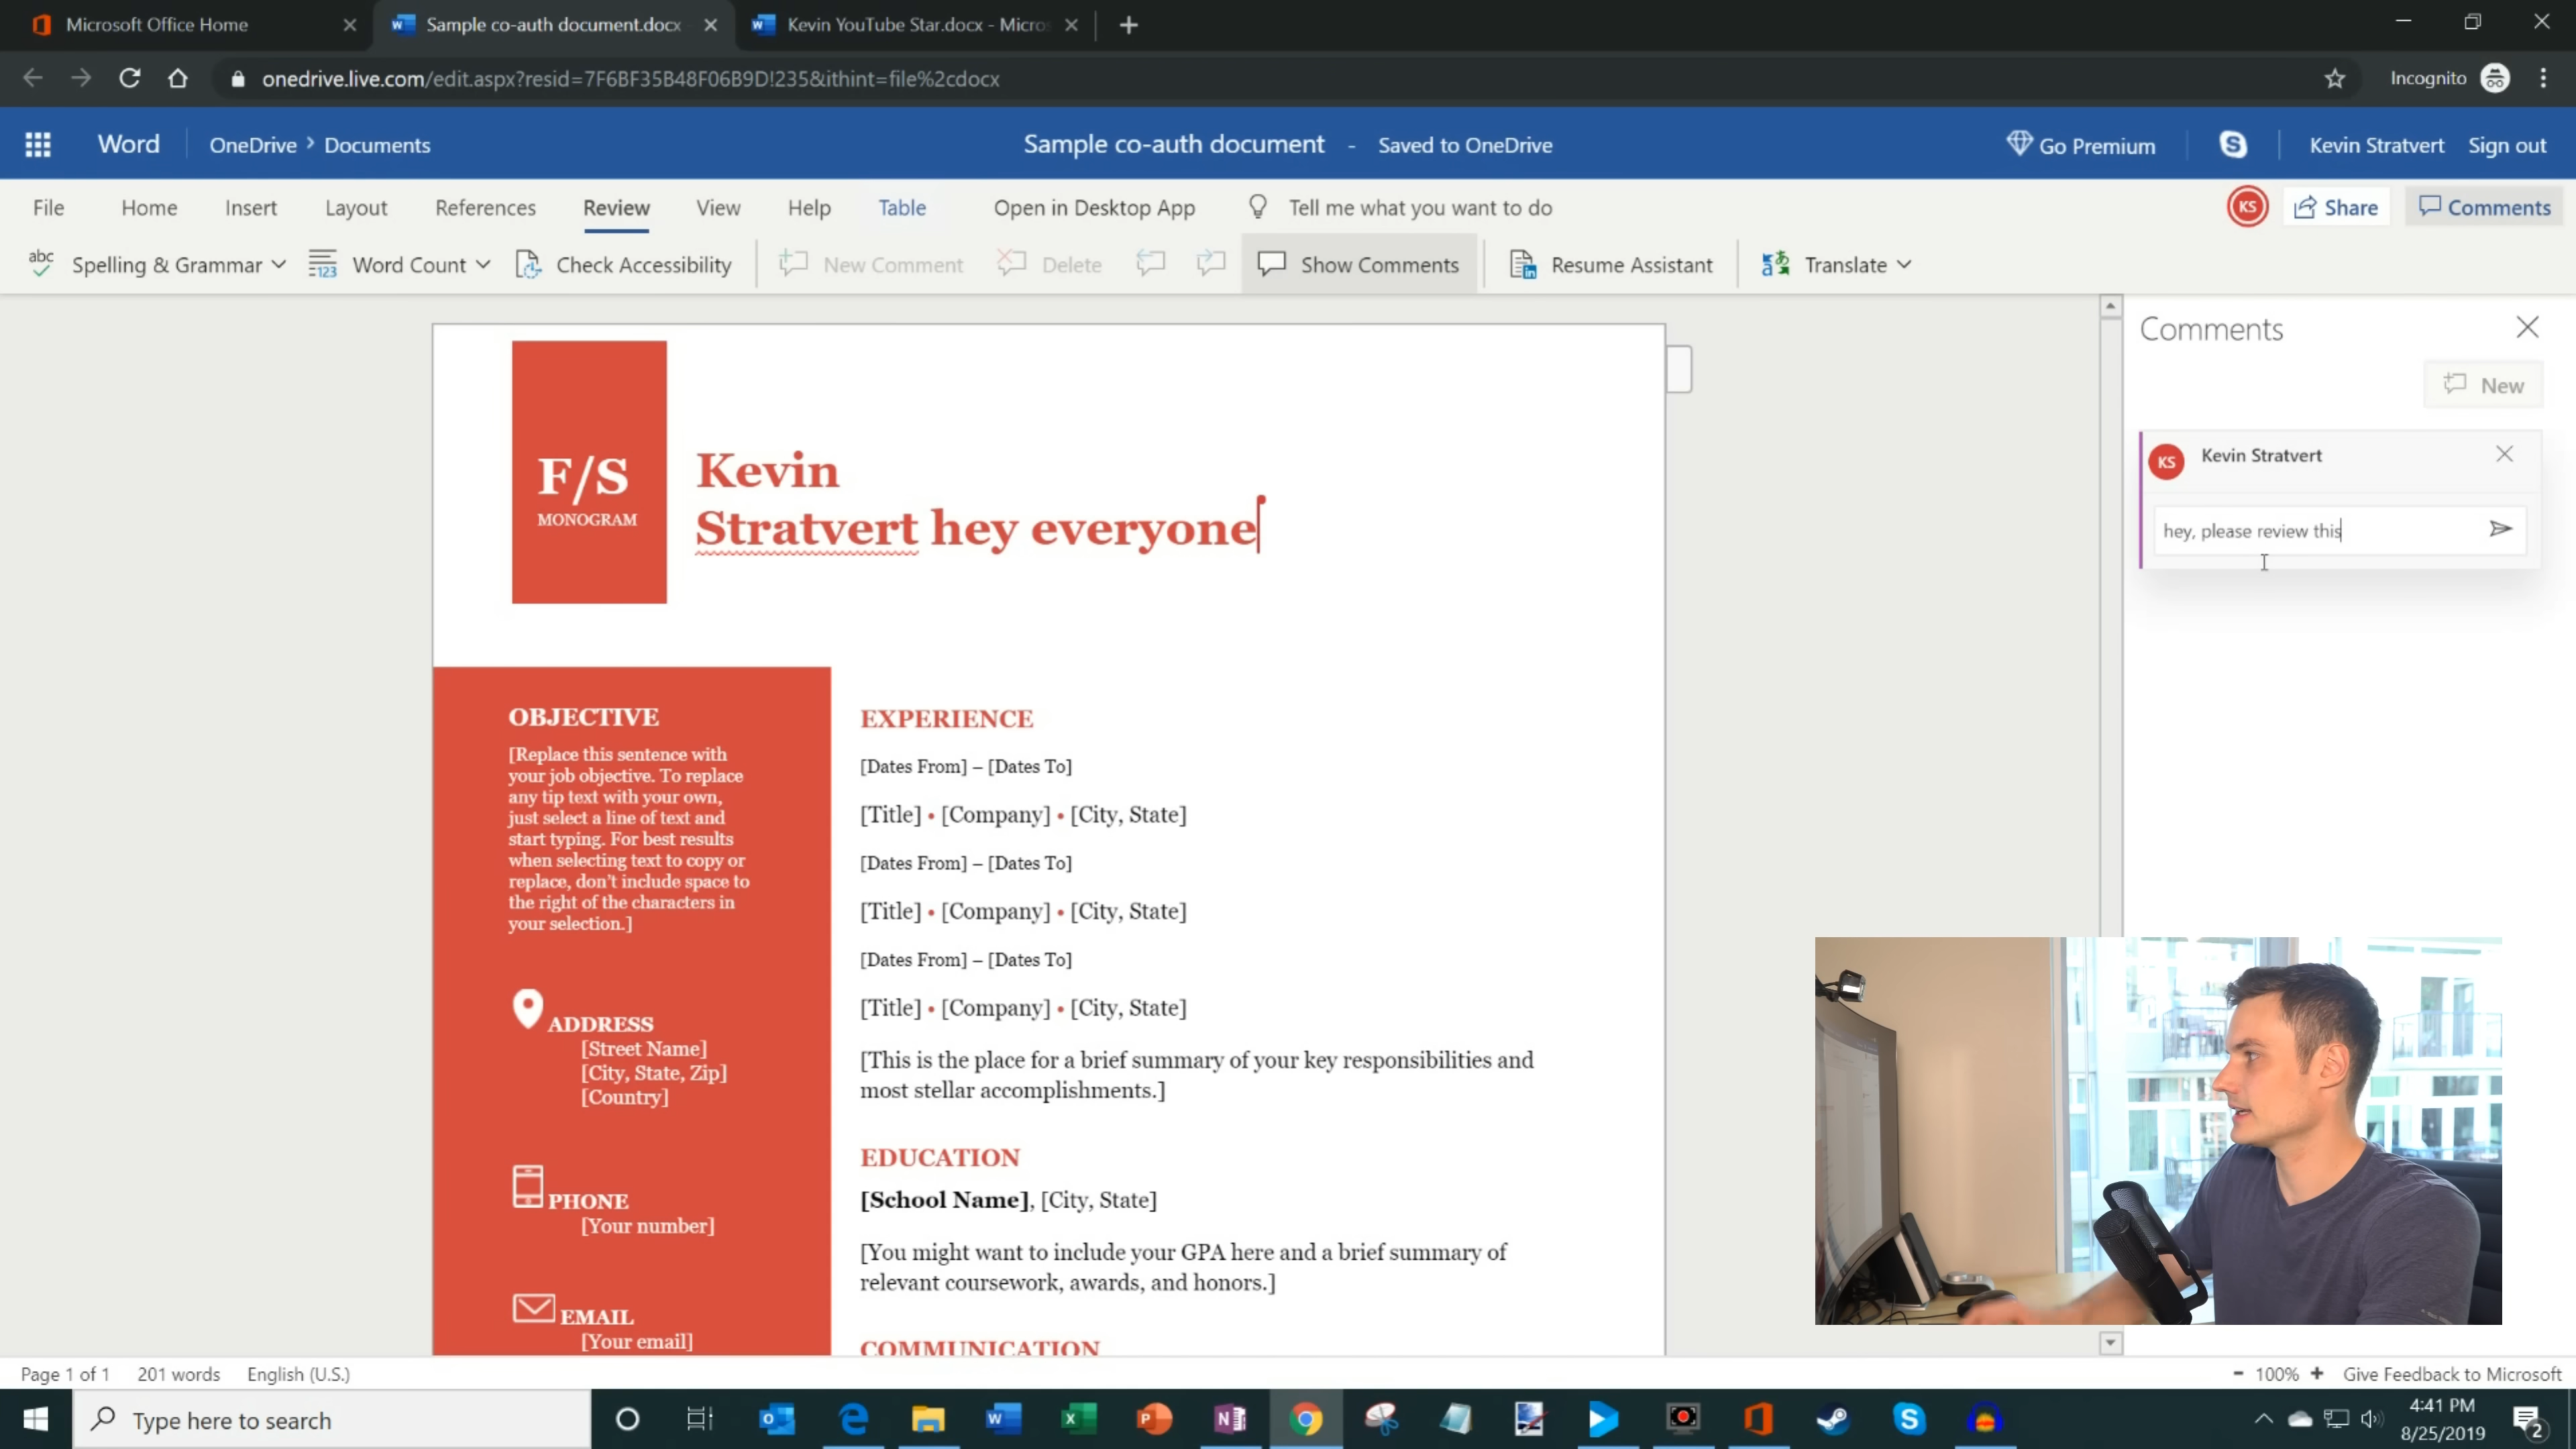 Microsoft Office Home
Sample co-auth document.docx
Kevin YouTube Star.docx - Micros
onedrive.live.com/edit.aspx?resid=7F6BF35B48F06B9D!235&ithint=file%2cdocx
Incognito
Word
OneDrive > Documents
Sample co-auth document - Saved to OneDrive
Go Premium
Kevin Stratvert
Sign out
File
Home
Insert
Layout
References
Review
View
Help
Table
Open in Desktop App
Tell me what you want to do
KS
Share
Comments
abc
Spelling & Grammar
123
Word Count
Check Accessibility
New Comment
Delete
Show Comments
Resume Assistant
Translate
F/S
MONOGRAM
Kevin
Stratvert hey everyone
OBJECTIVE
[Replace this sentence with
your job objective. To replace
any tip text with your own,
just select a line of text and
start typing. For best results
when selecting text to copy or
replace, don't include space to
the right of the characters in
your selection.]
ADDRESS
[Street Name]
[City, State, Zip]
[Country]
PHONE
[Your number]
EMAIL
[Your email]
EXPERIENCE
[Dates From] – [Dates To]
[Title] • [Company] • [City, State]
[Dates From] – [Dates To]
[Title] • [Company] • [City, State]
[Dates From] – [Dates To]
[Title] • [Company] • [City, State]
[This is the place for a brief summary of your key responsibilities and
most stellar accomplishments.]
EDUCATION
[School Name], [City, State]
[You might want to include your GPA here and a brief summary of
relevant coursework, awards, and honors.]
COMMUNICATION
Comments
New
KS
Kevin Stratvert
hey, please review this
Page 1 of 1
201 words
English (U.S.)
- 100% +
Give Feedback to Microsoft
Type here to search
4:41 PM
8/25/2019
2